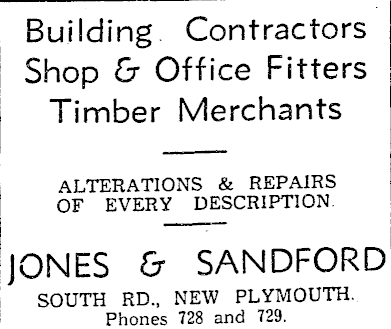 Building Contractors
Shop & Office Fitters
Timber Merchants
ALTERATIONS & REPAIRS
OF EVERY DESCRIPTION.
JONES & SANDFORD
SOUTH RD., NEW PLYMOUTH.
Phones 728 and 729.